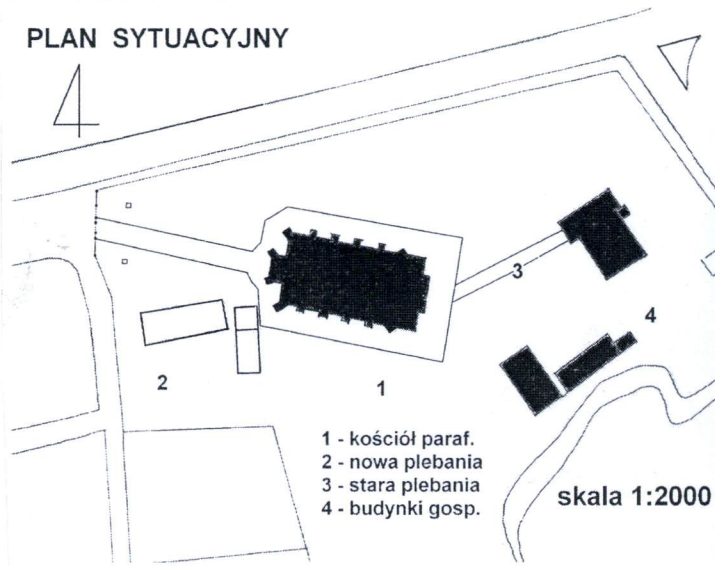 PLAN SYTUACYJNY
3
4
2
1
1 - kościół paraf.
2 - nowa plebania
3 - stara plebania
4 - budynki gosp.
skala 1:2000